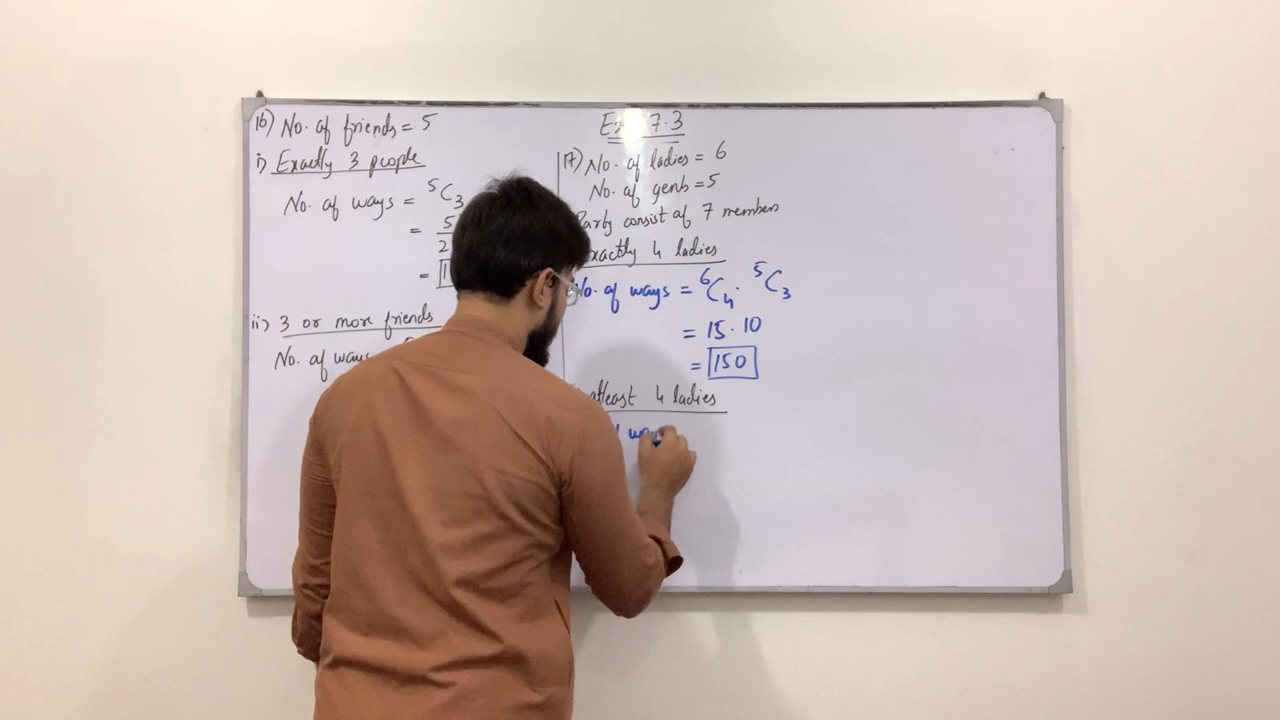 16) No. of friends = 5
i) Exactly 3 people
No. of ways = ⁵C₃
= 5
2
=
ii) 3 or more friends
No. of ways
Ex 7.3
17) No. of ladies = 6
No. of gents = 5
Party consist of 7 members
Exactly 4 ladies
No. of ways = ⁶C₄ . ⁵C₃
= 15 . 10
= 150
atleast 4 ladies
way